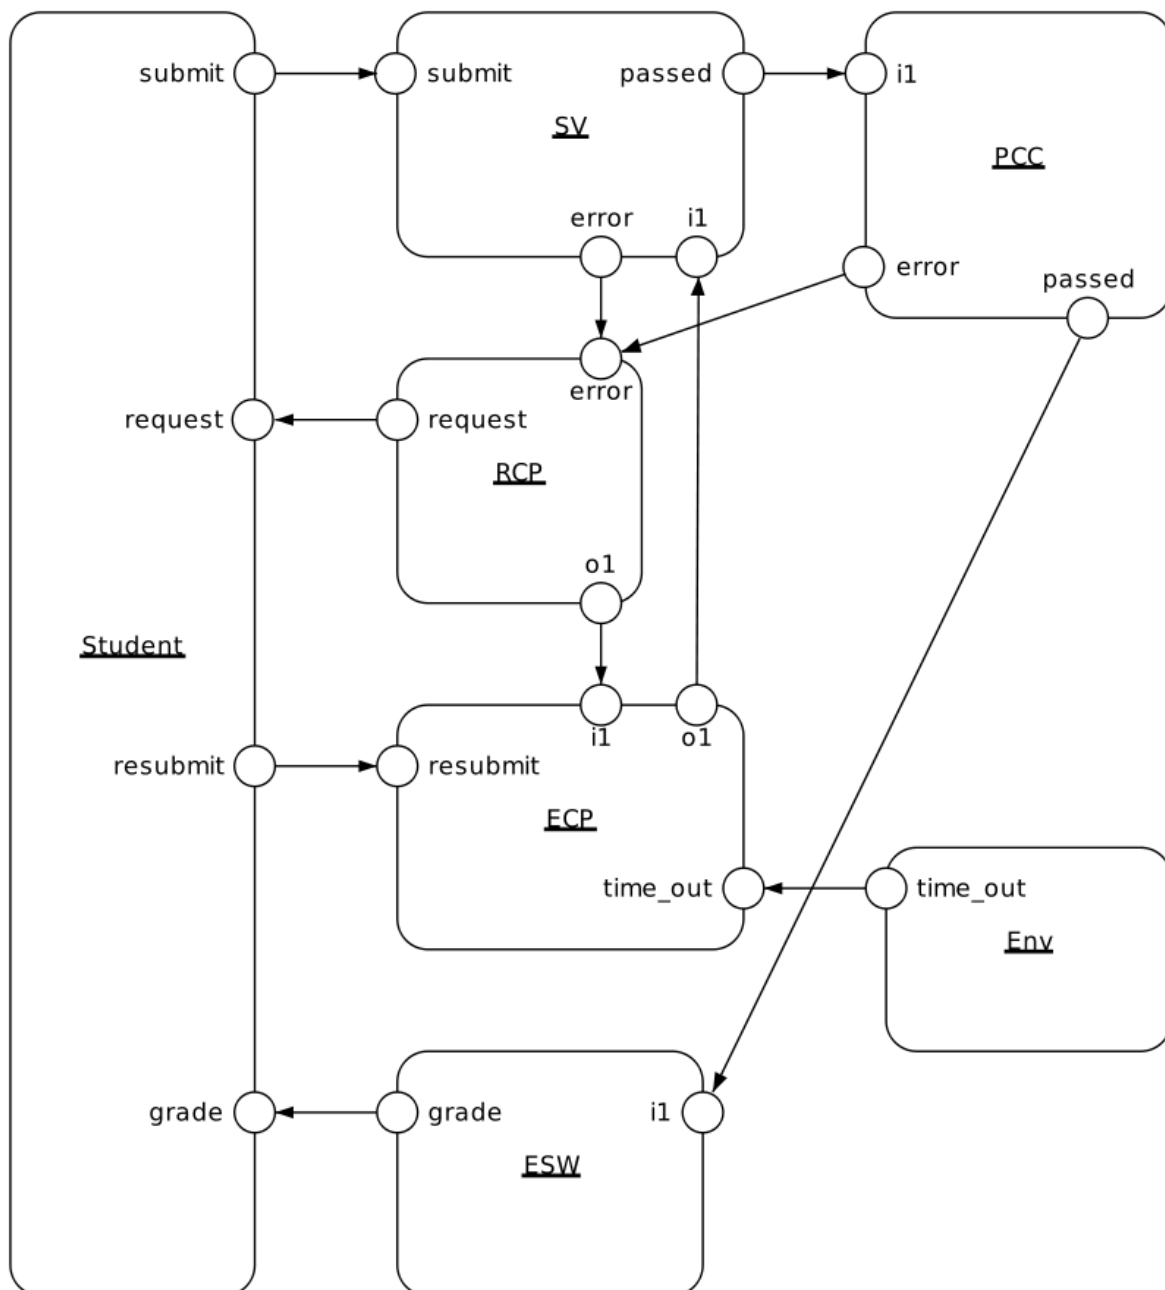 submit
submit
passed
i1
SV
PCC
error
i1
error
passed
error
request
request
RCP
o1
Student
i1
o1
resubmit
resubmit
ECP
time_out
time_out
Env
grade
grade
i1
ESW